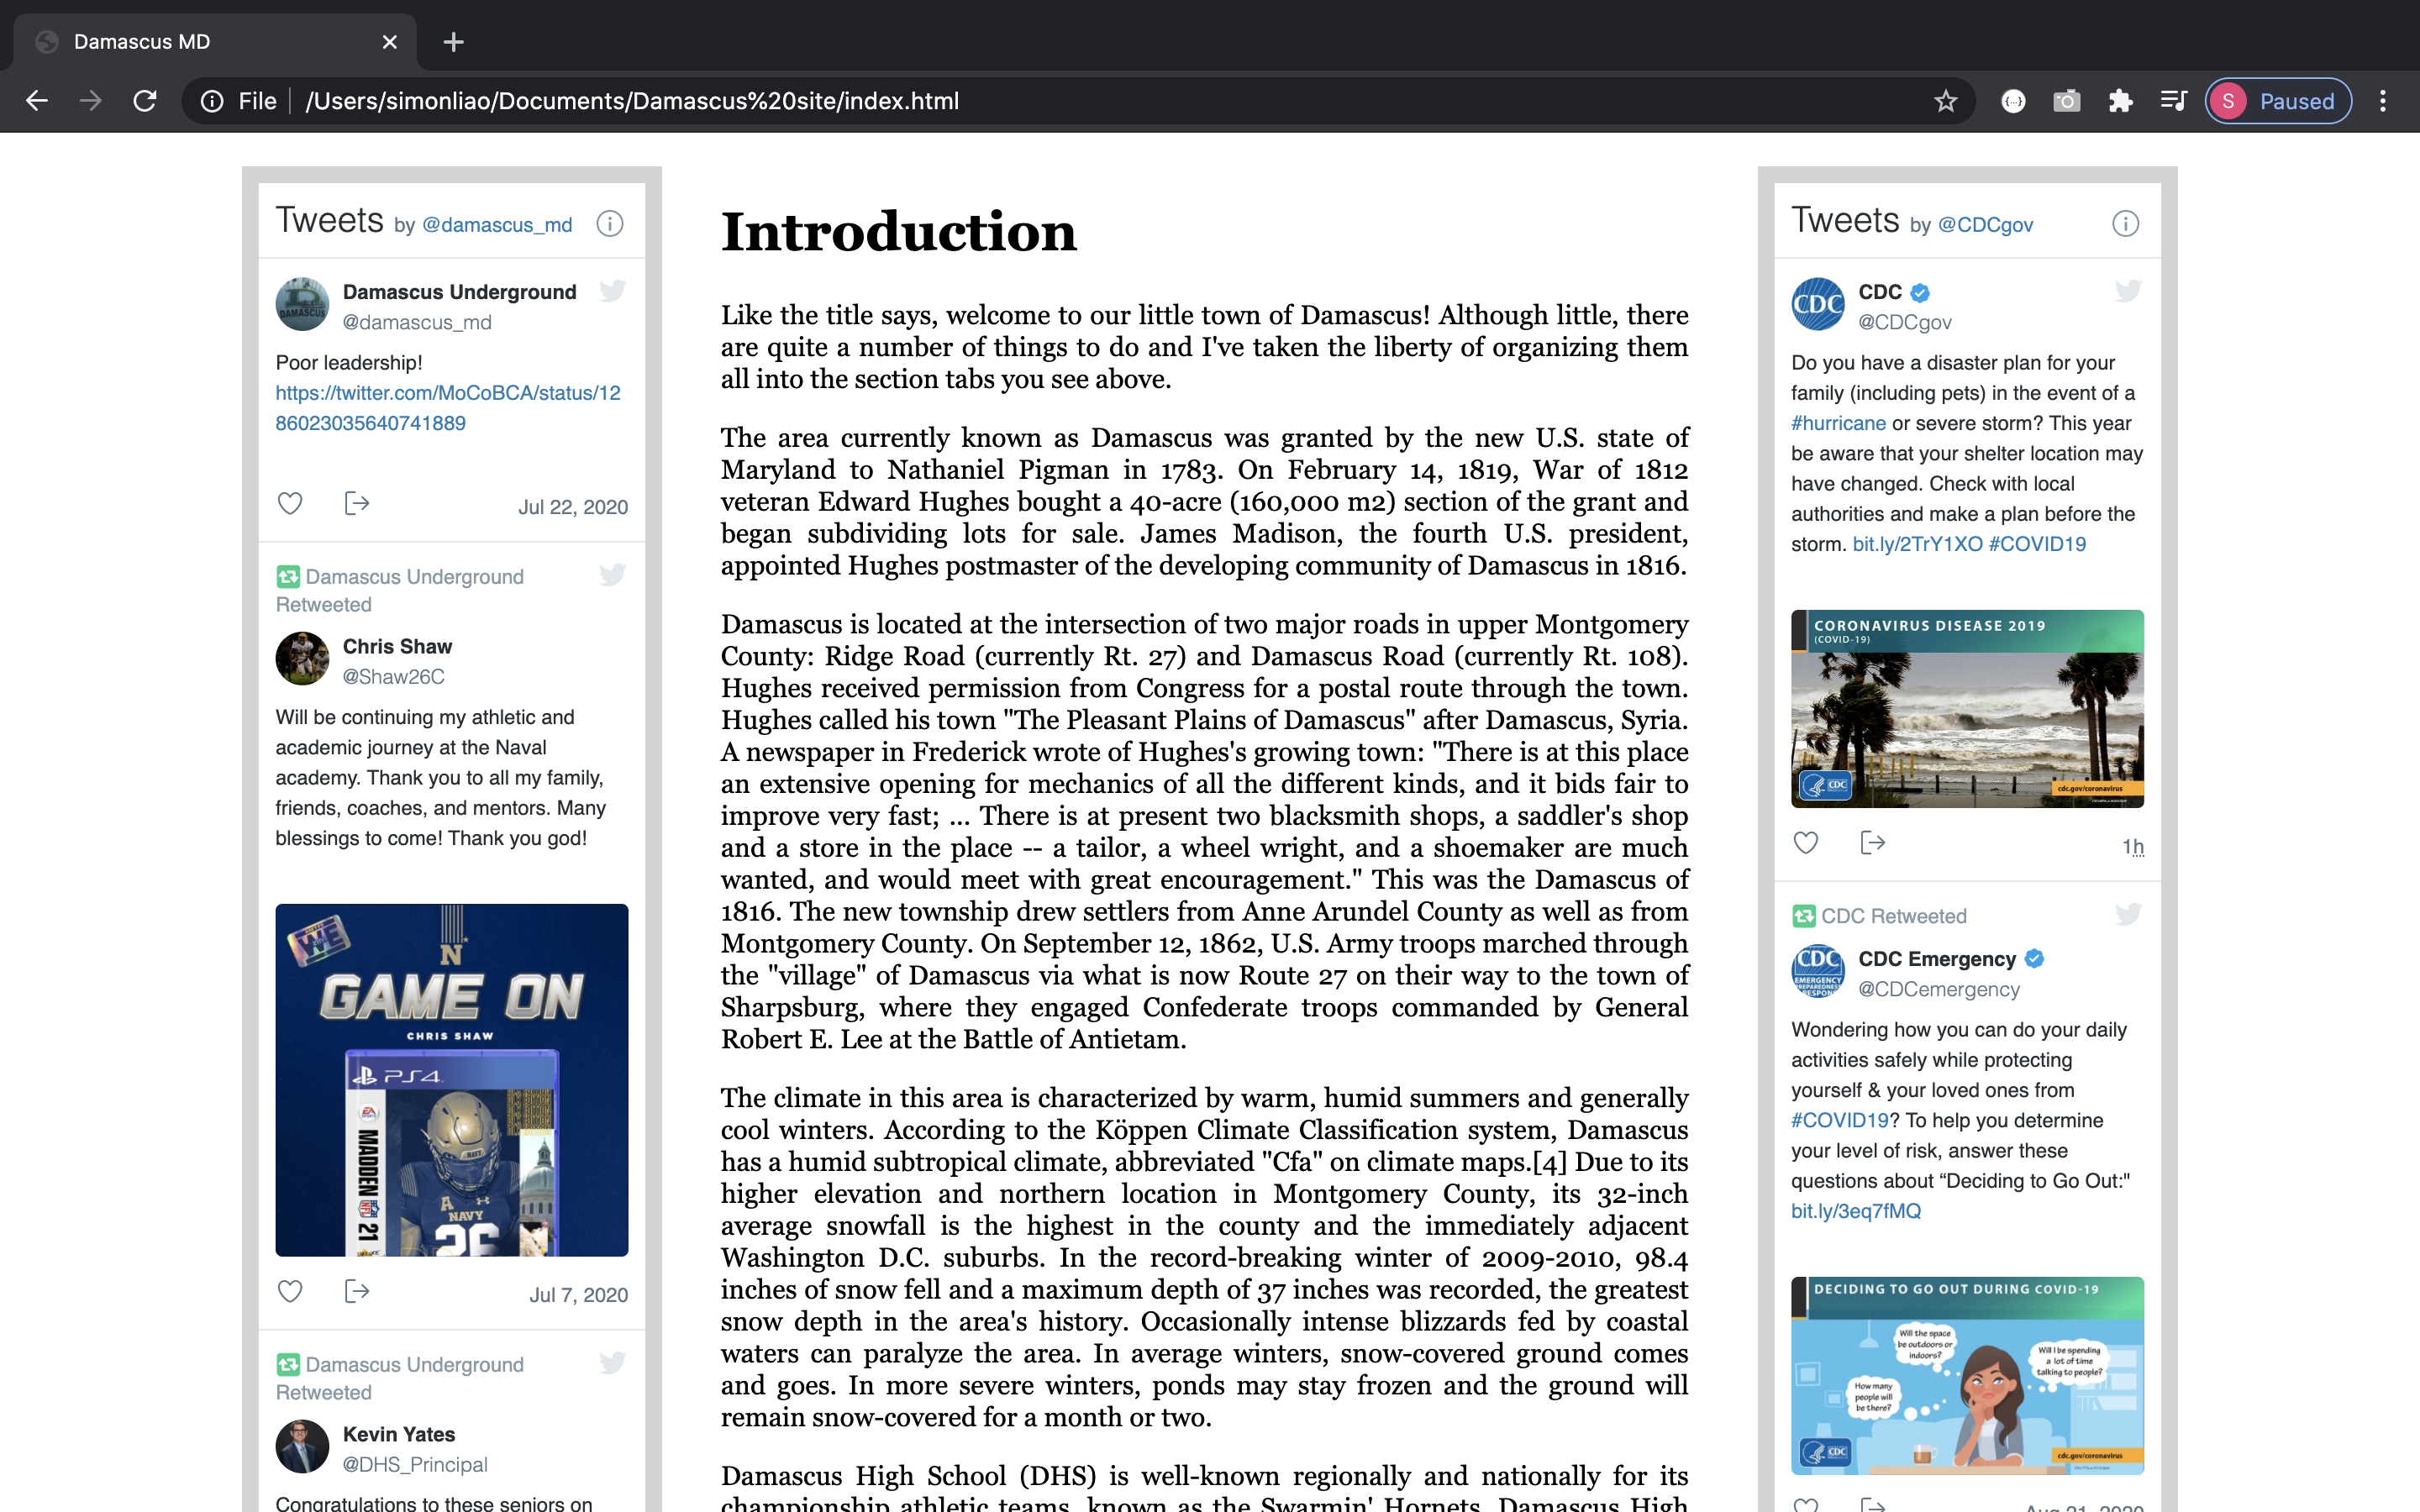 Damascus MD
File
/Users/simonliao/Documents/Damascus%20site/index.html
S
Paused
Tweets by @damascus_md
Damascus Underground
@damascus_md
Poor leadership!
https://twitter.com/MoCoBCA/status/12
86023035640741889
Jul 22, 2020
Damascus Underground
Retweeted
Chris Shaw
@Shaw26C
Will be continuing my athletic and
academic journey at the Naval
academy. Thank you to all my family,
friends, coaches, and mentors. Many
blessings to come! Thank you god!
WE
N
GAME ON
CHRIS SHAW
PS4
EA
MADDEN NFL 21
NAVY
26
Jul 7, 2020
Damascus Underground
Retweeted
Kevin Yates
@DHS_Principal
Congratulations to these seniors on
Introduction
Like the title says, welcome to our little town of Damascus! Although little, there
are quite a number of things to do and I've taken the liberty of organizing them
all into the section tabs you see above.
The area currently known as Damascus was granted by the new U.S. state of
Maryland to Nathaniel Pigman in 1783. On February 14, 1819, War of 1812
veteran Edward Hughes bought a 40-acre (160,000 m2) section of the grant and
began subdividing lots for sale. James Madison, the fourth U.S. president,
appointed Hughes postmaster of the developing community of Damascus in 1816.
Damascus is located at the intersection of two major roads in upper Montgomery
County: Ridge Road (currently Rt. 27) and Damascus Road (currently Rt. 108).
Hughes received permission from Congress for a postal route through the town.
Hughes called his town "The Pleasant Plains of Damascus" after Damascus, Syria.
A newspaper in Frederick wrote of Hughes's growing town: "There is at this place
an extensive opening for mechanics of all the different kinds, and it bids fair to
improve very fast; ... There is at present two blacksmith shops, a saddler's shop
and a store in the place -- a tailor, a wheel wright, and a shoemaker are much
wanted, and would meet with great encouragement." This was the Damascus of
1816. The new township drew settlers from Anne Arundel County as well as from
Montgomery County. On September 12, 1862, U.S. Army troops marched through
the "village" of Damascus via what is now Route 27 on their way to the town of
Sharpsburg, where they engaged Confederate troops commanded by General
Robert E. Lee at the Battle of Antietam.
The climate in this area is characterized by warm, humid summers and generally
cool winters. According to the Köppen Climate Classification system, Damascus
has a humid subtropical climate, abbreviated "Cfa" on climate maps.[4] Due to its
higher elevation and northern location in Montgomery County, its 32-inch
average snowfall is the highest in the county and the immediately adjacent
Washington D.C. suburbs. In the record-breaking winter of 2009-2010, 98.4
inches of snow fell and a maximum depth of 37 inches was recorded, the greatest
snow depth in the area's history. Occasionally intense blizzards fed by coastal
waters can paralyze the area. In average winters, snow-covered ground comes
and goes. In more severe winters, ponds may stay frozen and the ground will
remain snow-covered for a month or two.
Damascus High School (DHS) is well-known regionally and nationally for its
championship athletic teams, known as the Swarmin' Hornets. Damascus High
Tweets by @CDCgov
CDC
@CDCgov
Do you have a disaster plan for your
family (including pets) in the event of a
#hurricane or severe storm? This year
be aware that your shelter location may
have changed. Check with local
authorities and make a plan before the
storm. bit.ly/2TrY1XO #COVID19
CORONAVIRUS DISEASE 2019
(COVID-19)
CDC
cdc.gov/coronavirus
1h
CDC Retweeted
CDC Emergency
@CDCemergency
Wondering how you can do your daily
activities safely while protecting
yourself & your loved ones from
#COVID19? To help you determine
your level of risk, answer these
questions about “Deciding to Go Out:"
bit.ly/3eq7fMQ
DECIDING TO GO OUT DURING COVID-19
Will the space
be outdoors or
indoors?
Will I be spending
a lot of time
talking to people?
How many
people will
be there?
CDC
cdc.gov/coronavirus
Aug 21, 2020